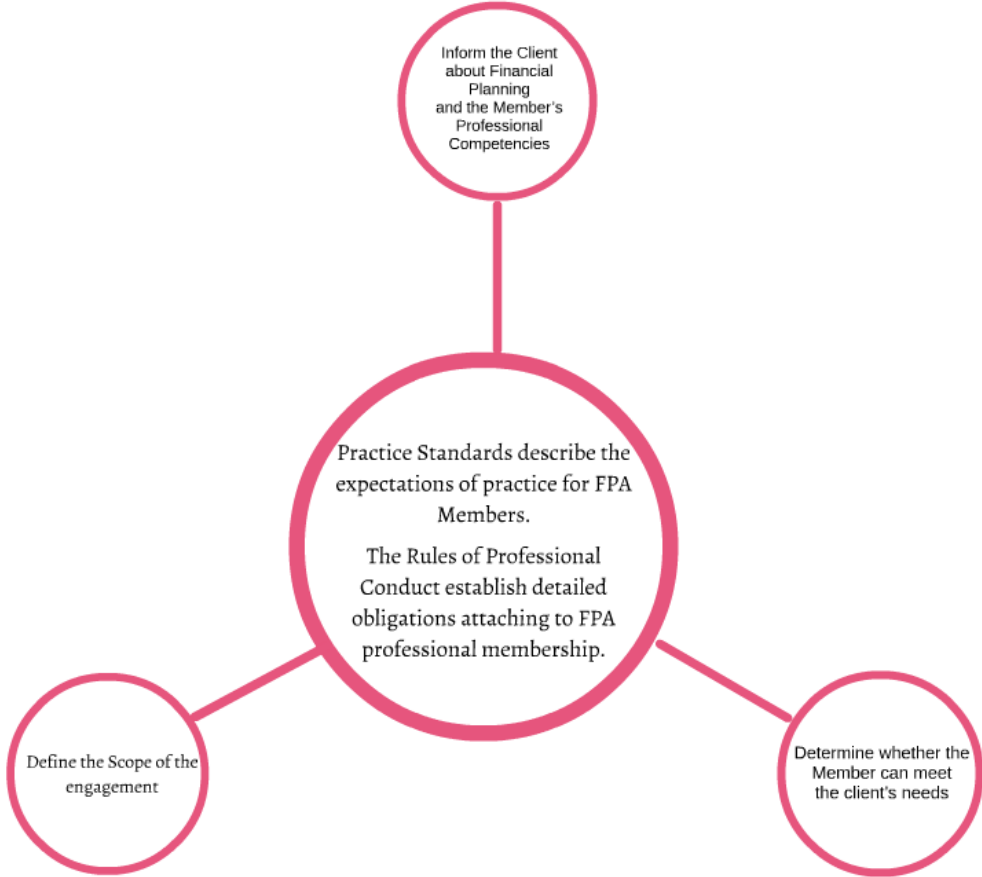 Inform the Client
about Financial
Planning
and the Member's
Professional
Competencies
Practice Standards describe the
expectations of practice for FPA
Members.
The Rules of Professional
Conduct establish detailed
obligations attaching to FPA
professional membership.
Define the Scope of the
engagement
Determine whether the
Member can meet
the client's needs